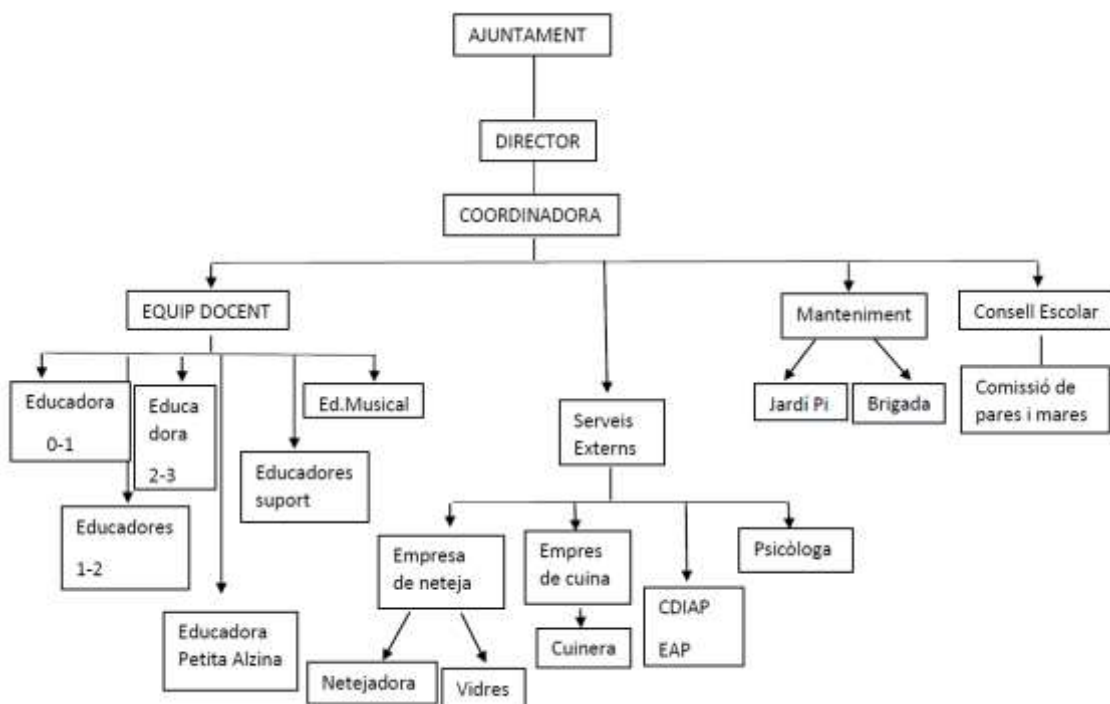 AJUNTAMENT
DIRECTOR
COORDINADORA
EQUIP DOCENT
Manteniment
Consell Escolar
Educadora
0-1
Educa
dora
2-3
Ed.Musical
Jardí Pi
Brigada
Comissió de
pares i mares
Serveis
Externs
Educadores
suport
Educadores
1-2
Empresa
de neteja
Empres
de cuina
Psicòloga
CDIAP
EAP
Educadora
Petita Alzina
Cuinera
Netejadora
Vidres